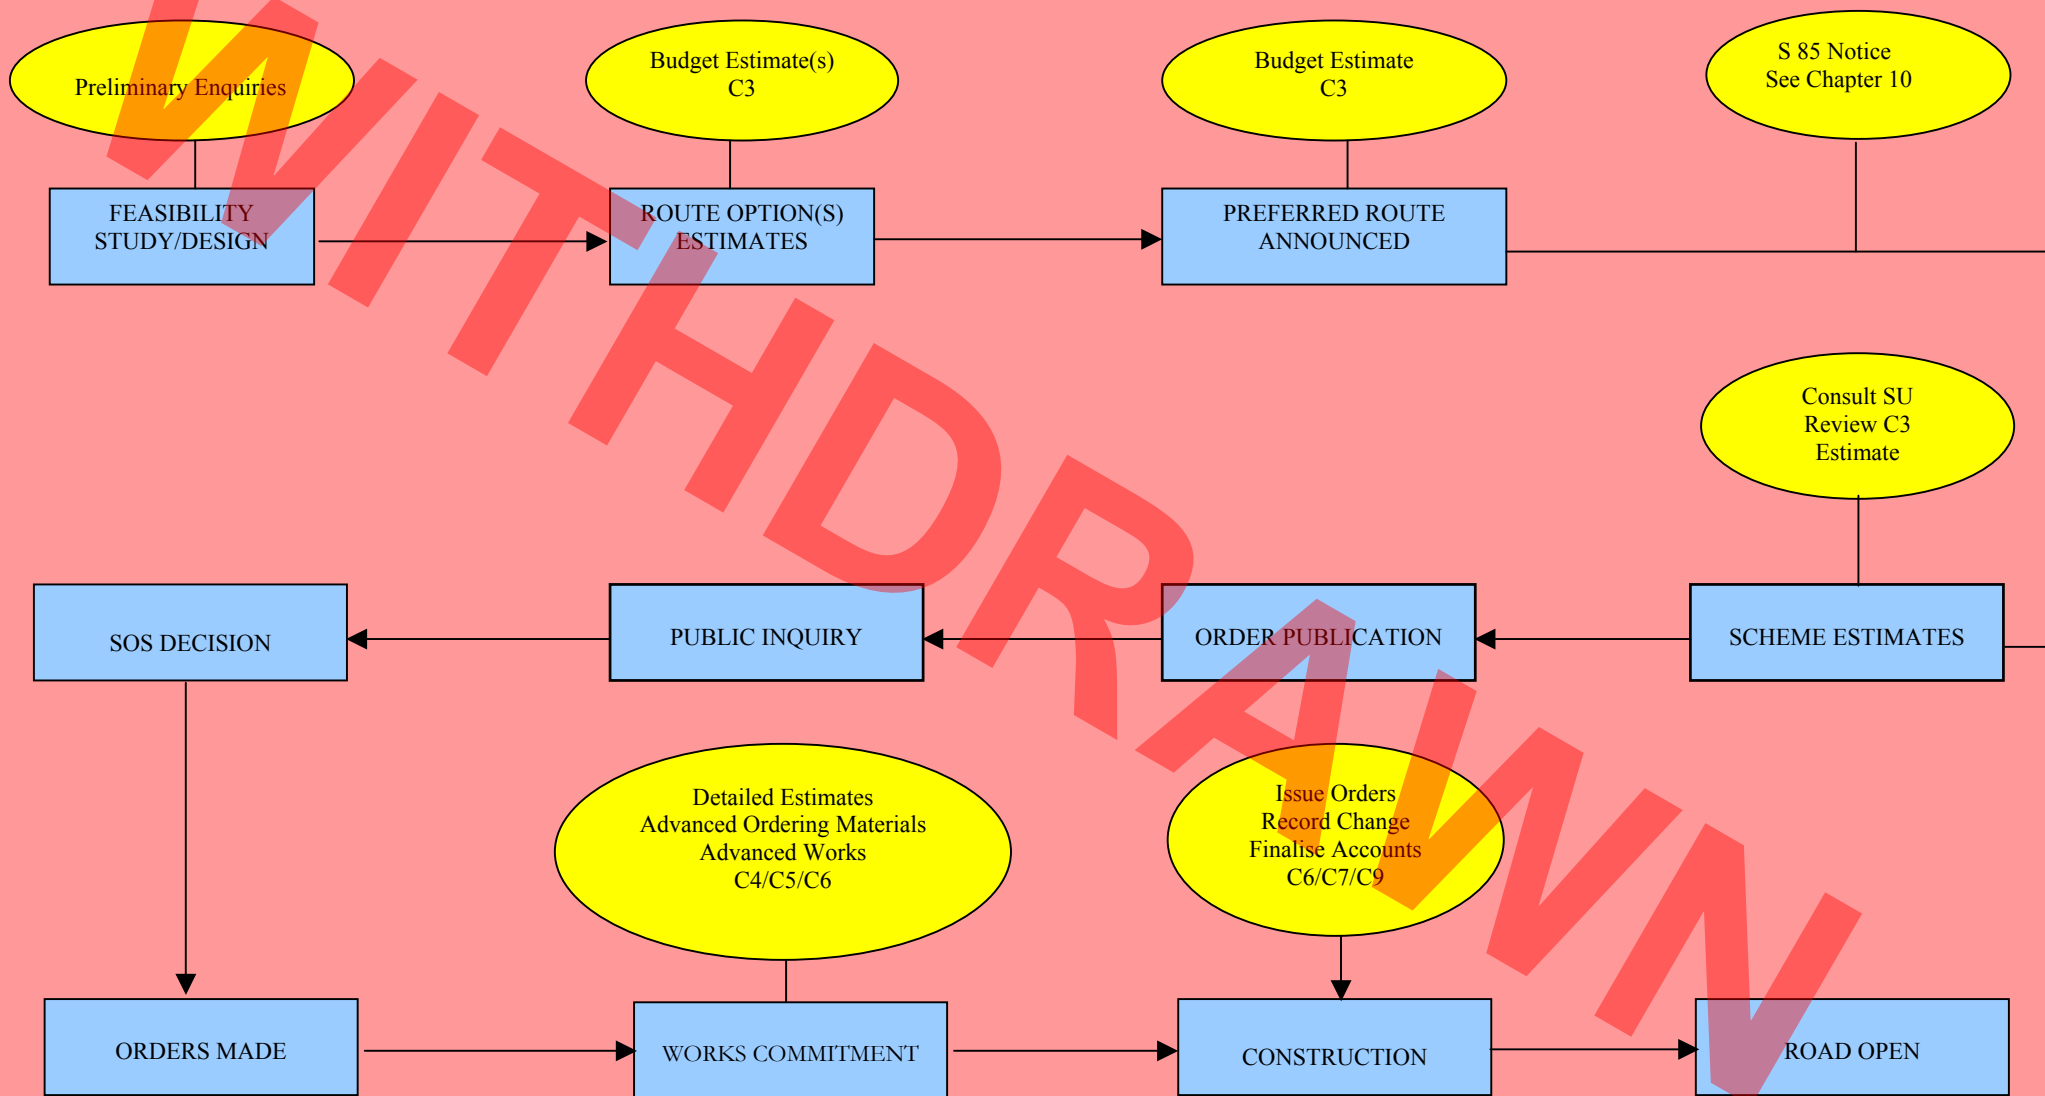 Preliminary Enquiries
Budget Estimate(s)
C3
Budget Estimate
C3
S 85 Notice
See Chapter 10
FEASIBILITY
STUDY/DESIGN
ROUTE OPTION(S)
ESTIMATES
PREFERRED ROUTE
ANNOUNCED
Consult SU
Review C3
Estimate
SOS DECISION
PUBLIC INQUIRY
ORDER PUBLICATION
SCHEME ESTIMATES
Detailed Estimates
Advanced Ordering Materials
Advanced Works
C4/C5/C6
Issue Orders
Record Change
Finalise Accounts
C6/C7/C9
ORDERS MADE
WORKS COMMITMENT
CONSTRUCTION
ROAD OPEN
WITHDRAWN